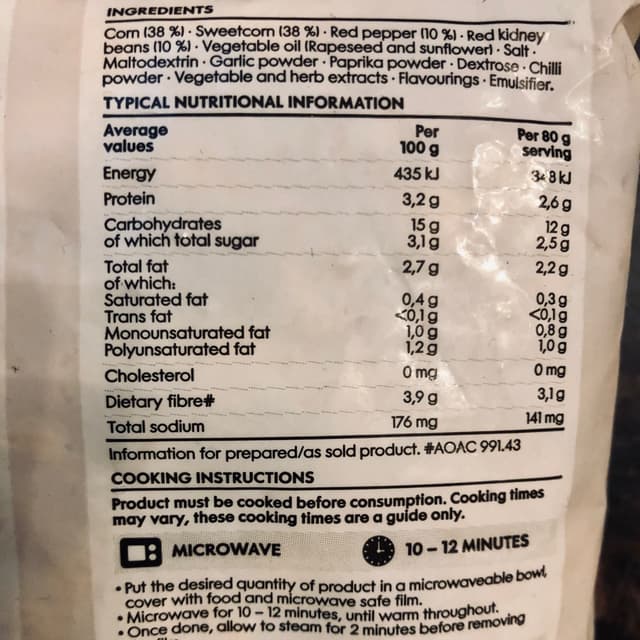 INGREDIENTS
Corn (38 %) · Sweetcorn (38 %) · Red pepper (10 %) · Red kidney
beans (10 %) · Vegetable oil (Rapeseed and sunflower) · Salt ·
Maltodextrin · Garlic powder · Paprika powder · Dextrose · Chilli
powder · Vegetable and herb extracts · Flavourings · Emulsifier.
TYPICAL NUTRITIONAL INFORMATION
Average values Per 100 g Per 80 g serving
Energy 435 kJ 348 kJ
Protein 3,2 g 2,6 g
Carbohydrates 15 g 12 g
of which total sugar 3,1 g 2,5 g
Total fat 2,7 g 2,2 g
of which:
Saturated fat 0,4 g 0,3 g
Trans fat <0,1 g <0,1 g
Monounsaturated fat 1,0 g 0,8 g
Polyunsaturated fat 1,2 g 1,0 g
Cholesterol 0 mg 0 mg
Dietary fibre# 3,9 g 3,1 g
Total sodium 176 mg 141 mg
Information for prepared/as sold product. #AOAC 991.43
COOKING INSTRUCTIONS
Product must be cooked before consumption. Cooking times
may vary, these cooking times are a guide only.
MICROWAVE 10 – 12 MINUTES
• Put the desired quantity of product in a microwaveable bowl,
cover with food and microwave safe film.
• Microwave for 10 – 12 minutes, until warm throughout.
• Once done, allow to steam for 2 minutes before removing